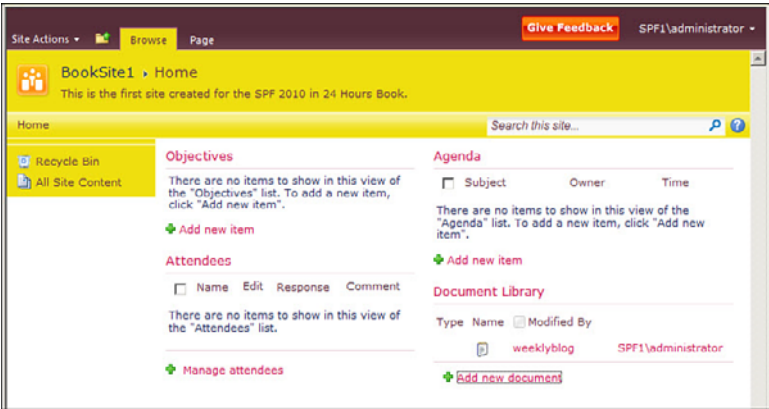 Site Actions Browse Page Give Feedback SPF1\administrator
BookSite1 Home
This is the first site created for the SPF 2010 in 24 Hours Book.
Home Search this site...
Recycle Bin
All Site Content
Objectives
There are no items to show in this view of
the "Objectives" list. To add a new item,
click "Add new item".
Add new item
Attendees
Name Edit Response Comment
There are no items to show in this view of
the "Attendees" list.
Manage attendees
Agenda
Subject Owner Time
There are no items to show in this view of the
"Agenda" list. To add a new item, click "Add new
item".
Add new item
Document Library
Type Name Modified By
weeklyblog SPF1\administrator
Add new document